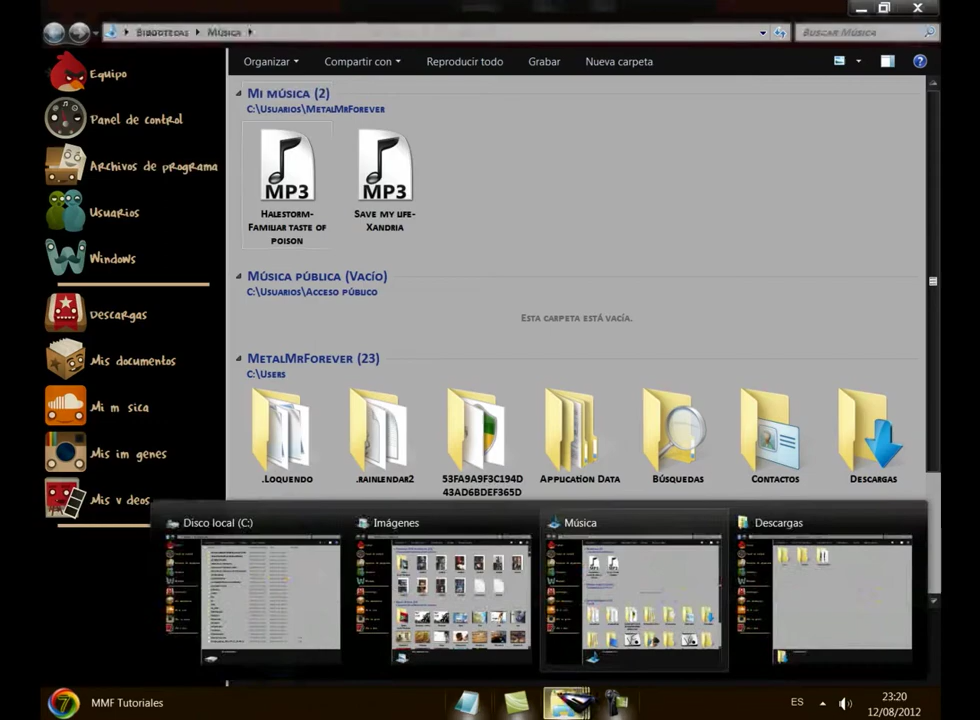 Bibliotecas Música
Buscar Música
Equipo
Panel de control
Archivos de programa
Usuarios
Windows
Descargas
Mis documentos
Mi m sica
Mis im genes
Mis v deos
Organizar Compartir con Reproducir todo Grabar Nueva carpeta
Mi música (2)
C:\Usuarios\MetalMrForever
MP3
MP3
Halestorm-
Familiar taste of
poison
Save my life-
Xandria
Música pública (Vacío)
C:\Usuarios\Acceso público
Esta carpeta está vacía.
MetalMrForever (23)
C:\Users
.Loquendo
.rainlendar2
53FA9A9F3C194D
43AD6BDEF365D
Application Data
Búsquedas
Contactos
Descargas
Disco local (C:)
Imágenes
Música
Descargas
7
MMF Tutoriales
ES
23:20
12/08/2012